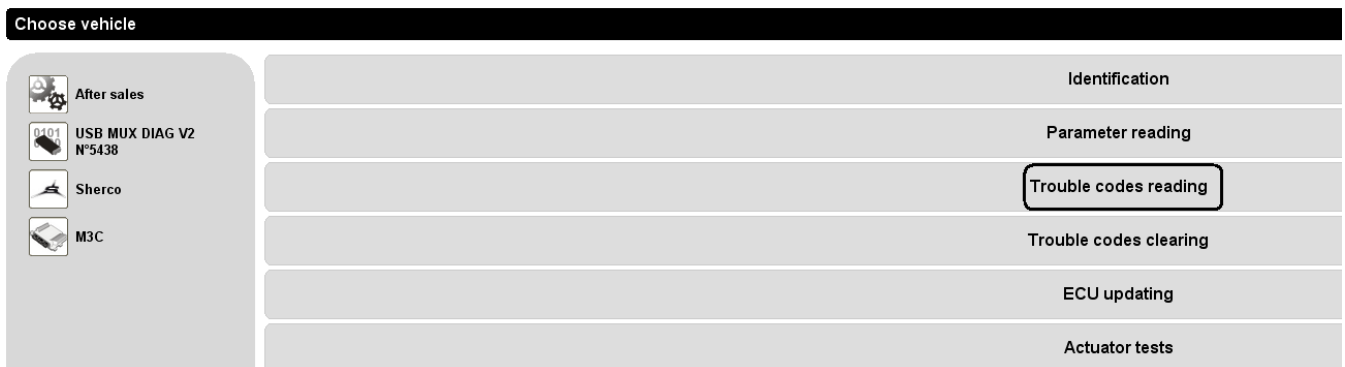 Choose vehicle
After sales
USB MUX DIAG V2
N°5438
Sherco
M3C
Identification
Parameter reading
Trouble codes reading
Trouble codes clearing
ECU updating
Actuator tests